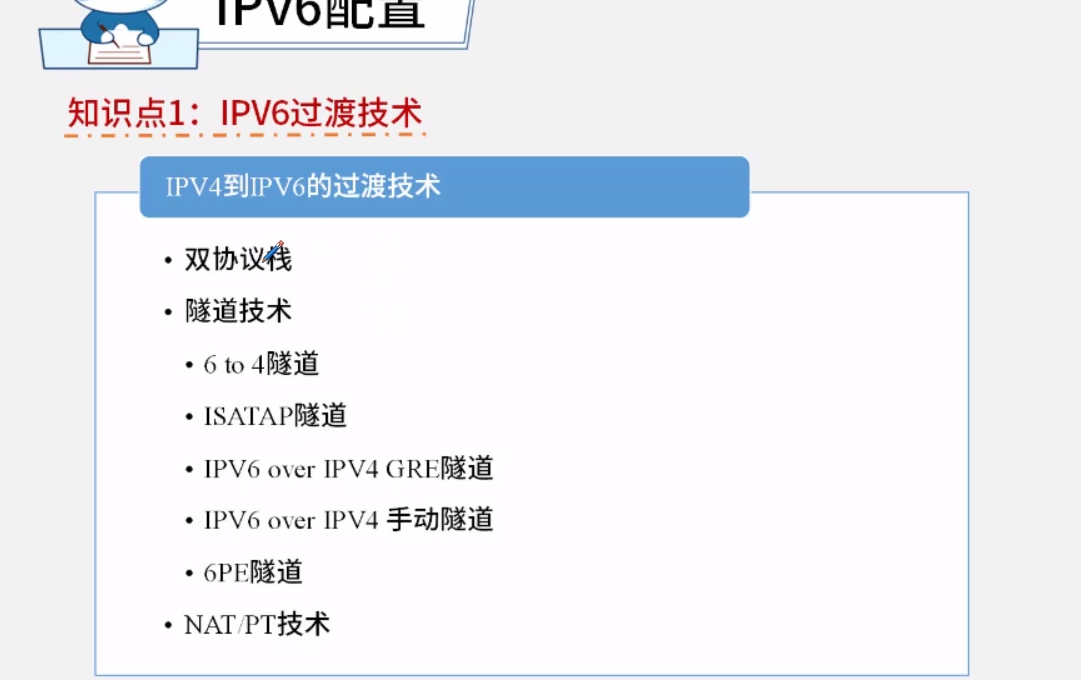 IPV6配置
知识点1：IPV6过渡技术
IPV4到IPV6的过渡技术
• 双协议栈
• 隧道技术
• 6 to 4隧道
• ISATAP隧道
• IPV6 over IPV4 GRE隧道
• IPV6 over IPV4 手动隧道
• 6PE隧道
• NAT/PT技术